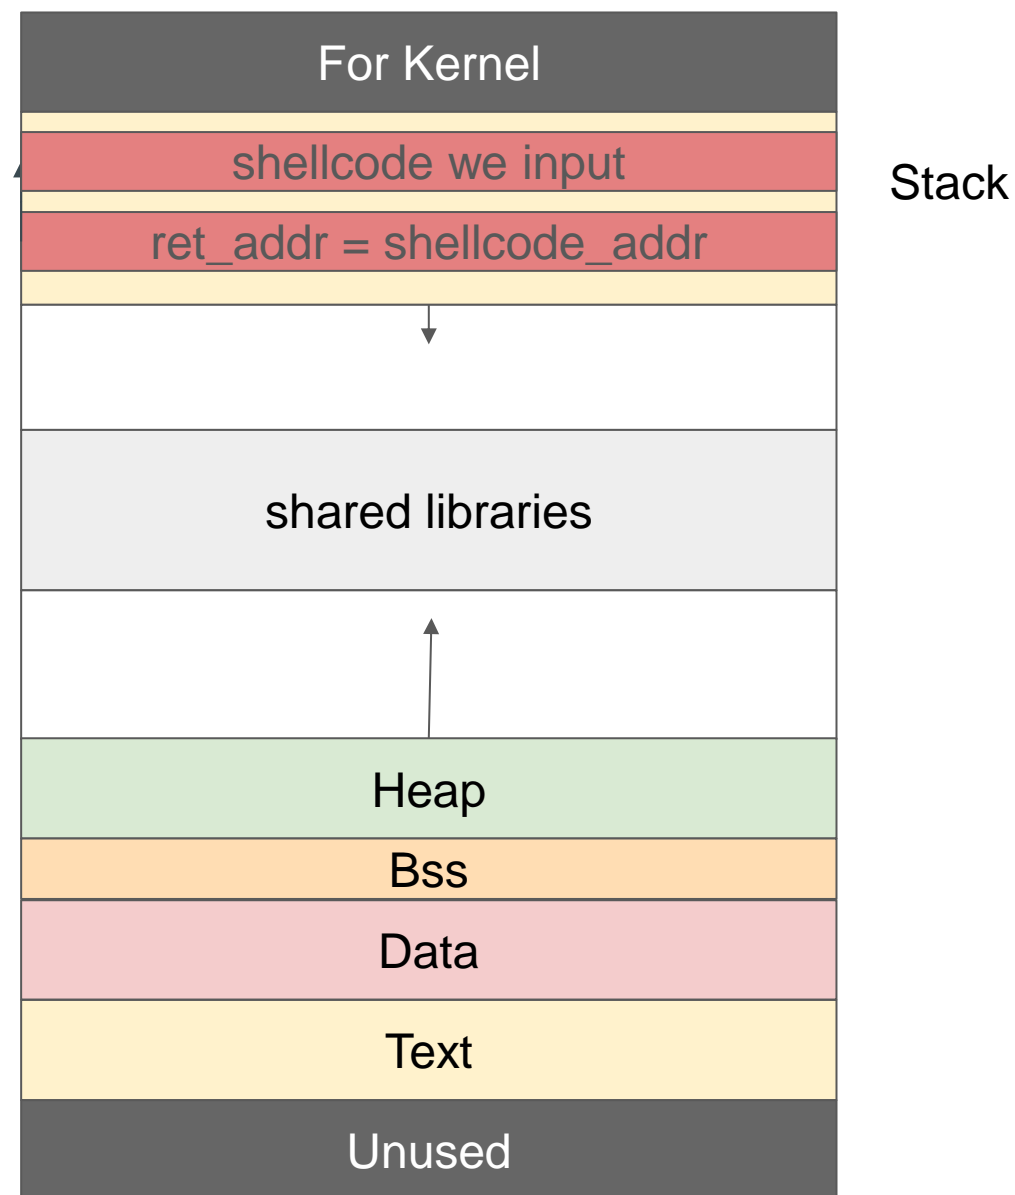 For Kernel
shellcode we input
Stack
ret_addr = shellcode_addr
shared libraries
Heap
Bss
Data
Text
Unused